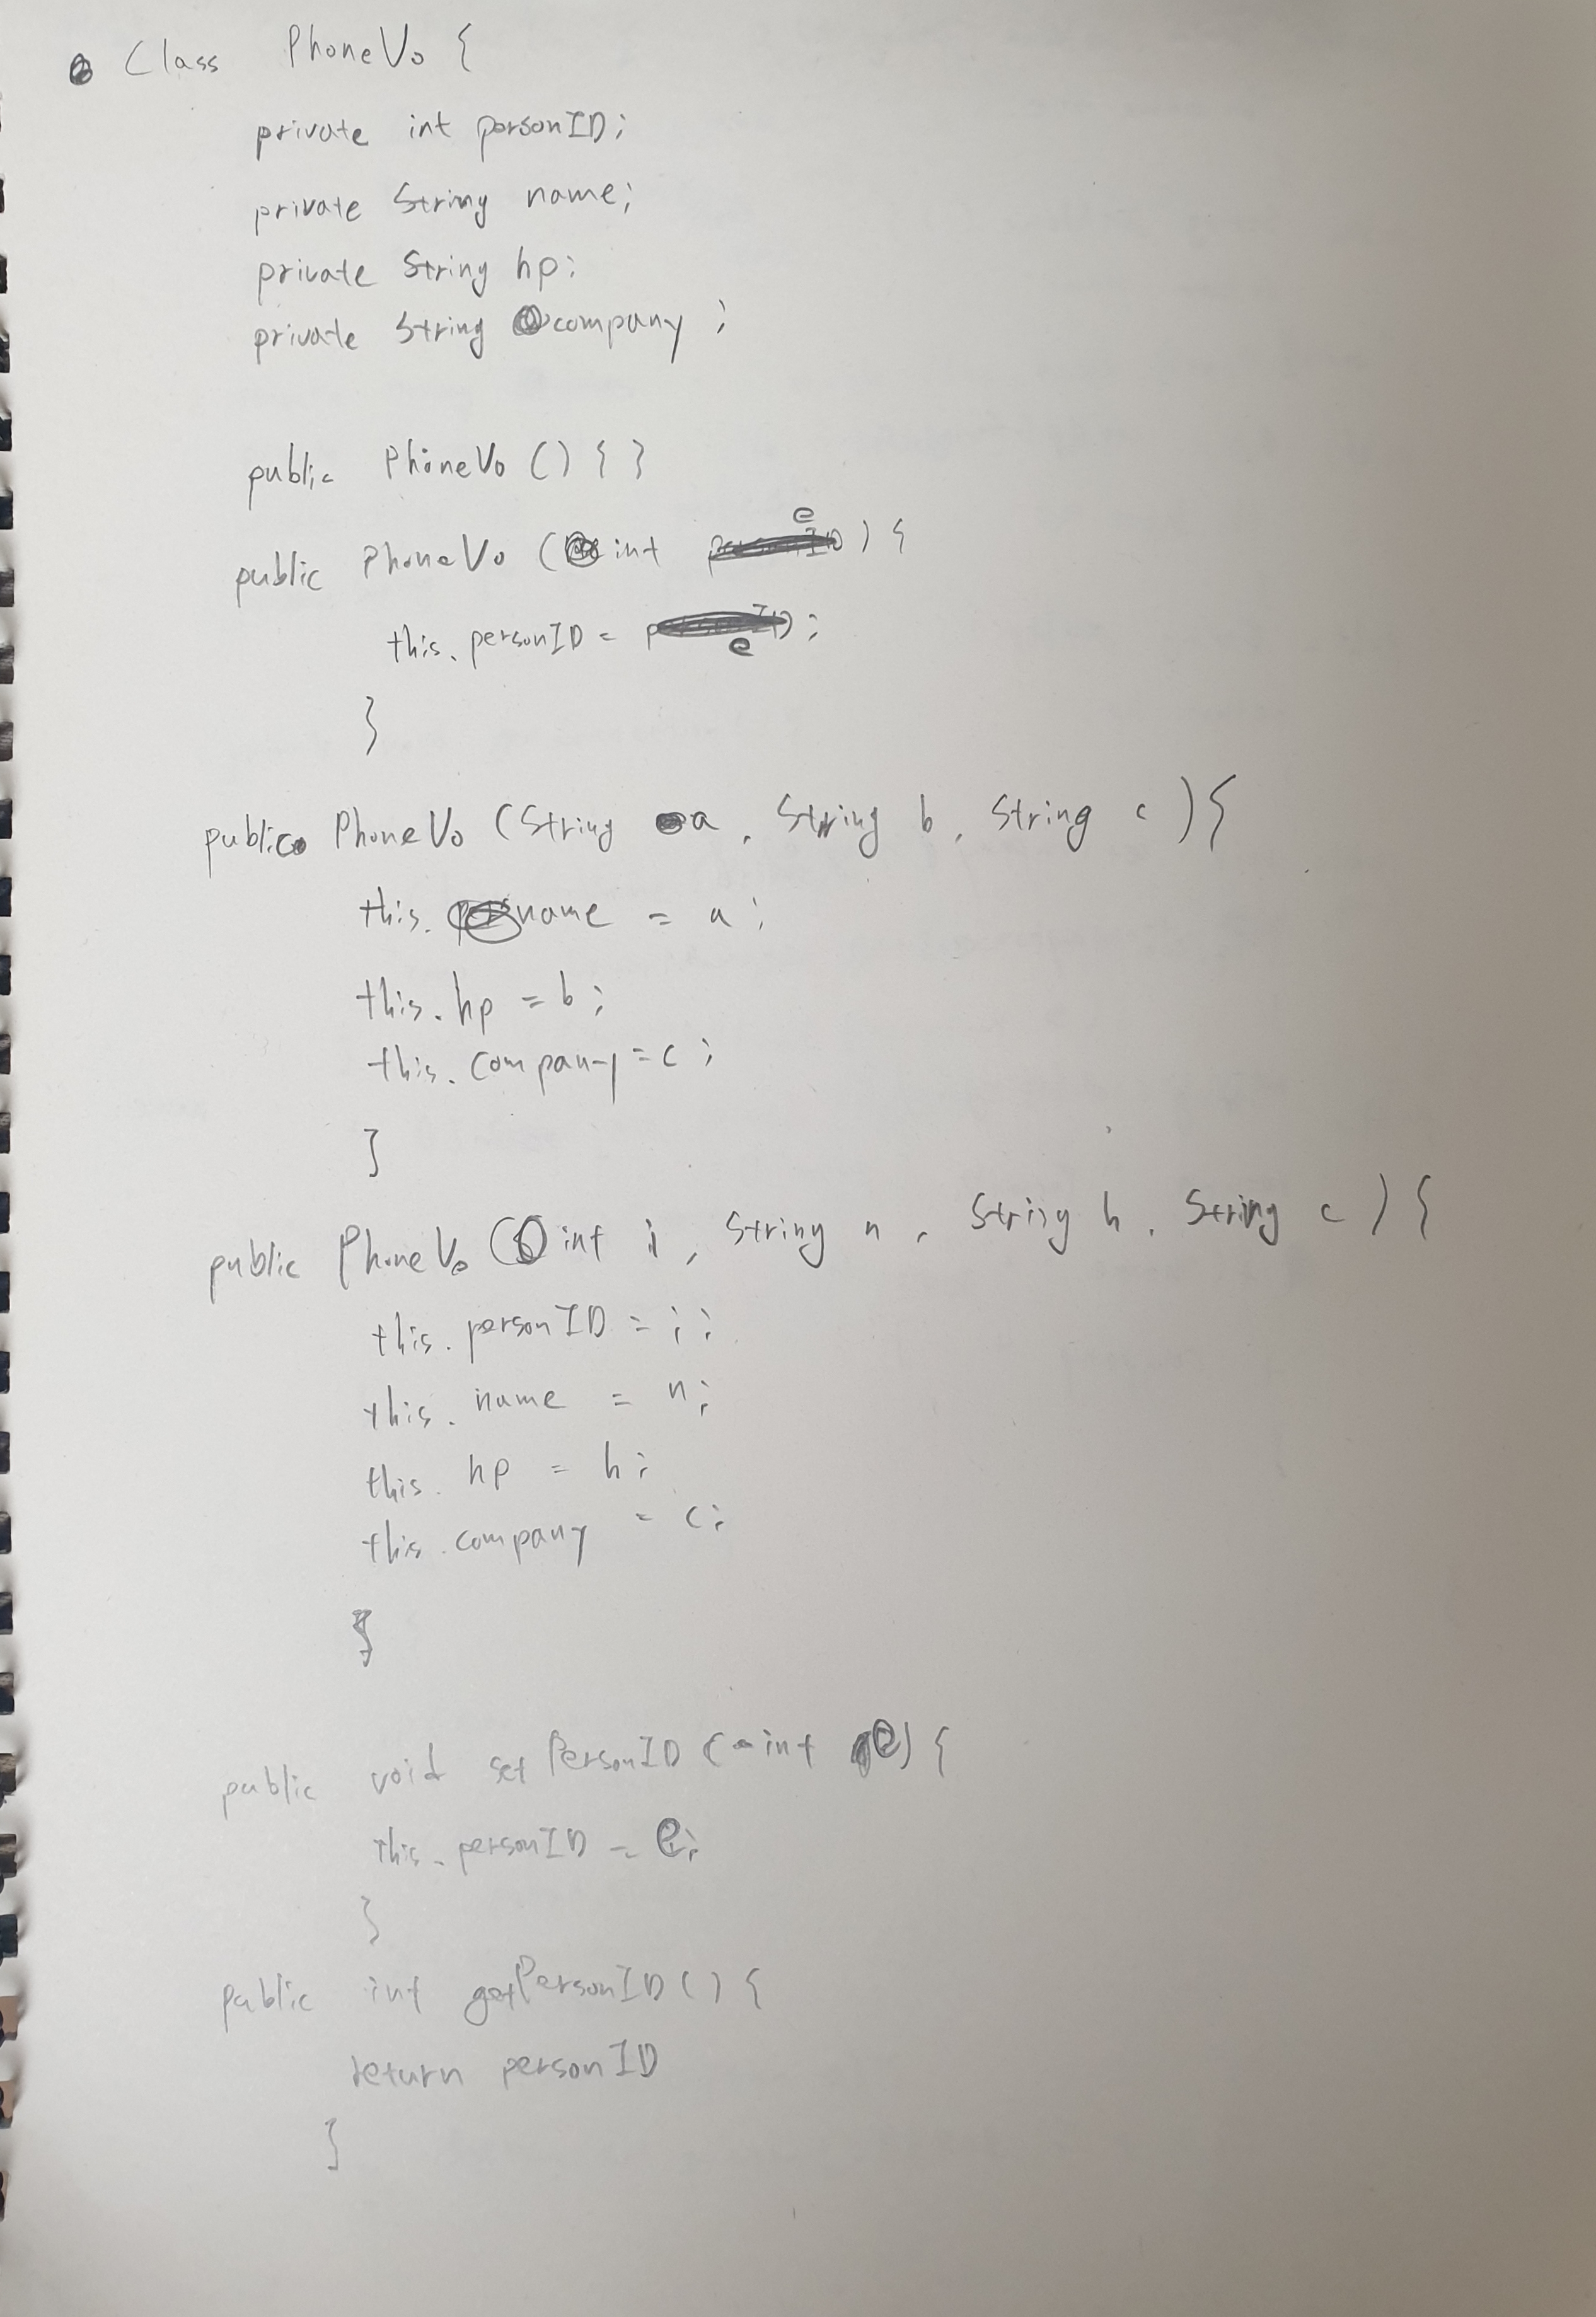 Class PhoneVo {
private int personID;
private String name;
private String hp;
private String company ;
public PhoneVo () { }
public PhoneVo (int e) {
this. personID = e;
}
public PhoneVo (String a, String b, String c ) {
this. name = a;
this. hp = b;
this. company = c ;
}
public PhoneVo (int i, String n, String h, String c ) {
this. personID = i;
this. name = n;
this. hp = h;
this. company = c;
}
public void setPersonID (int e) {
this. personID = e;
}
public int getPersonID () {
return personID
}